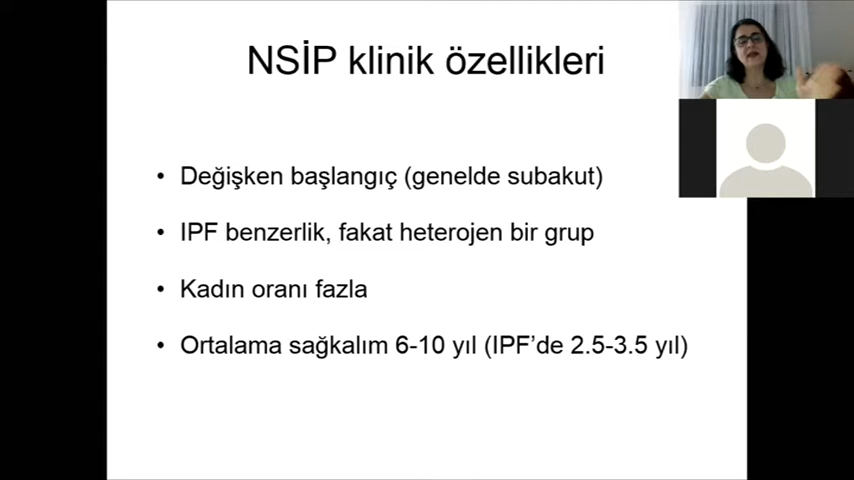 NSİP klinik özellikleri
• Değişken başlangıç (genelde subakut)
• IPF benzerlik, fakat heterojen bir grup
• Kadın oranı fazla
• Ortalama sağkalım 6-10 yıl (IPF’de 2.5-3.5 yıl)